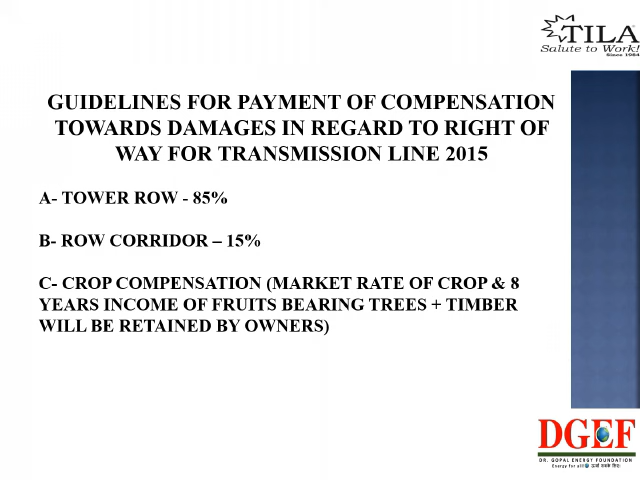 TILA
Salute to Work!
Since 1964
GUIDELINES FOR PAYMENT OF COMPENSATION
TOWARDS DAMAGES IN REGARD TO RIGHT OF
WAY FOR TRANSMISSION LINE 2015
A- TOWER ROW - 85%
B- ROW CORRIDOR – 15%
C- CROP COMPENSATION (MARKET RATE OF CROP & 8
YEARS INCOME OF FRUITS BEARING TREES + TIMBER
WILL BE RETAINED BY OWNERS)
DGEF
DR. GOPAL ENERGY FOUNDATION
Energy for all